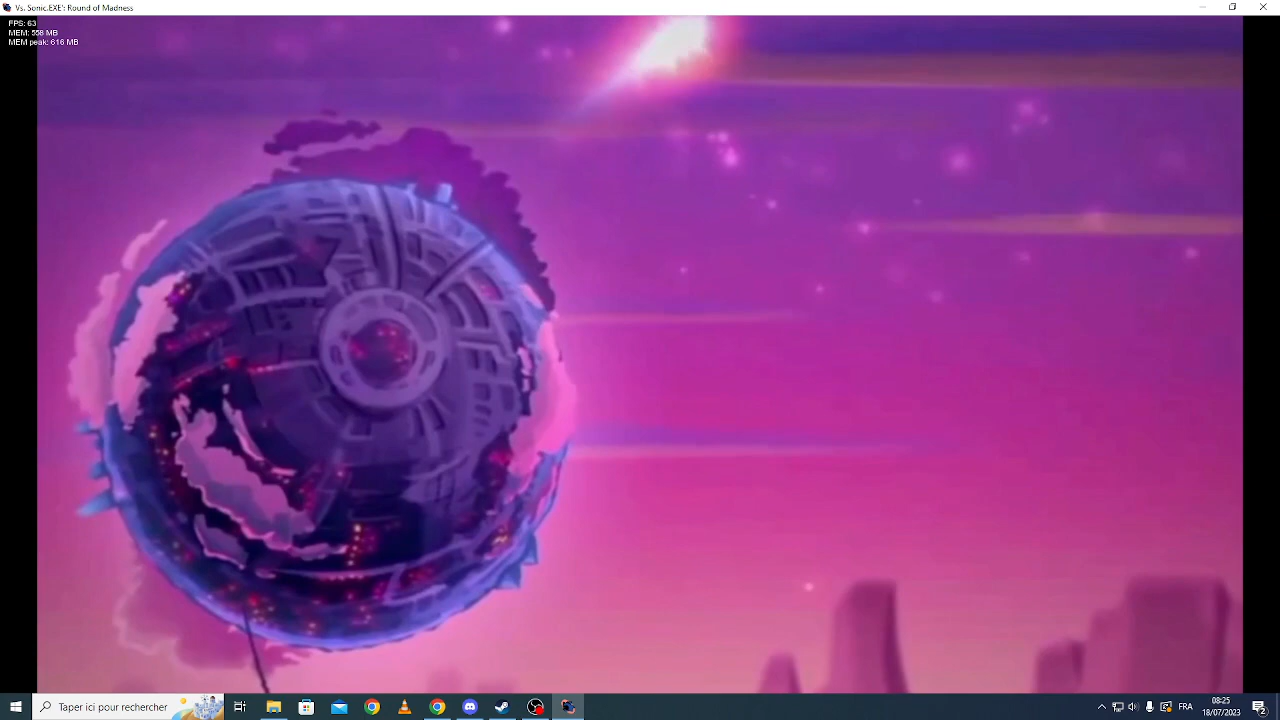 Vs. Sonic.EXE': Round of Madness
FPS: 63
MEM: 558 MB
MEM peak: 616 MB
Taper ici pour rechercher
FRA
08:25
18/07/2023
2